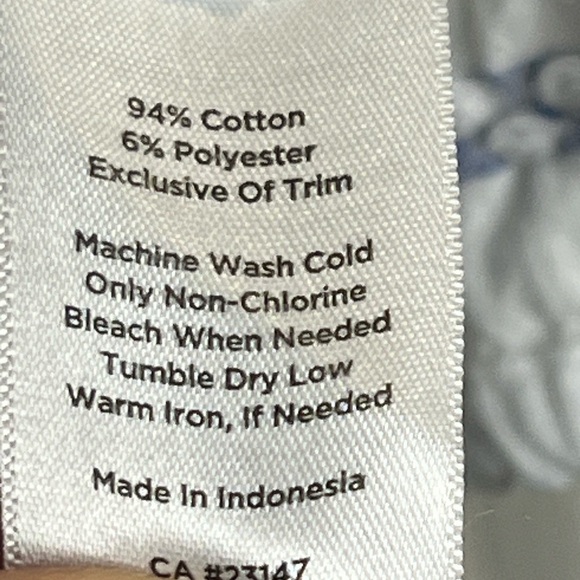 94% Cotton
6% Polyester
Exclusive Of Trim
Machine Wash Cold
Only Non-Chlorine
Bleach When Needed
Tumble Dry Low
Warm Iron, If Needed
Made In Indonesia
CA #23147